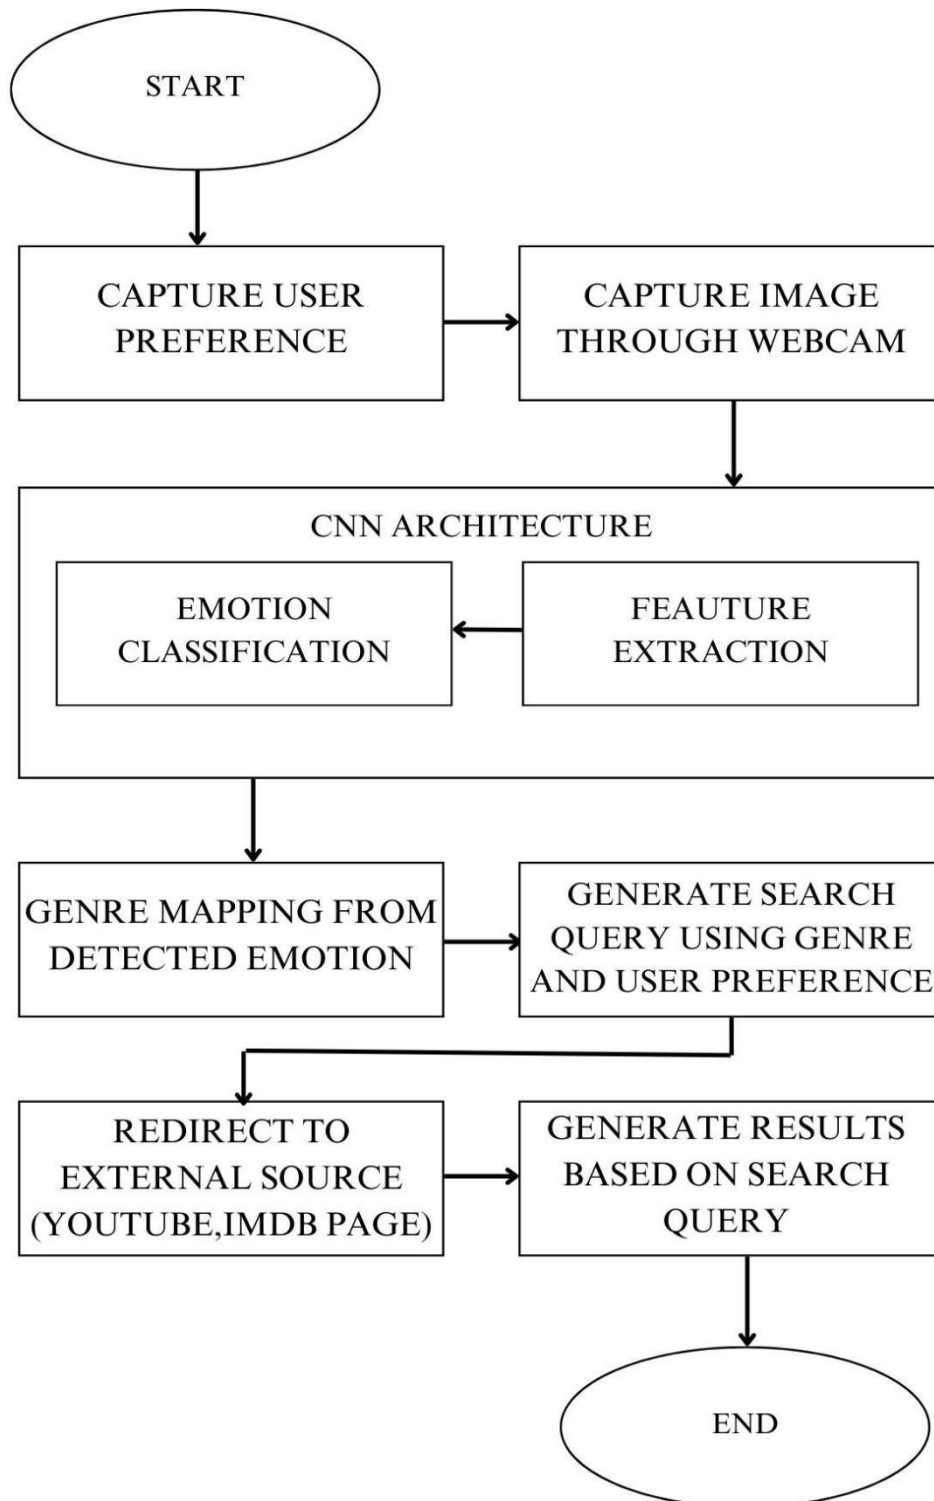 START
CAPTURE USER
PREFERENCE
CAPTURE IMAGE
THROUGH WEBCAM
CNN ARCHITECTURE
FEAUTURE
EXTRACTION
EMOTION
CLASSIFICATION
GENRE MAPPING FROM
DETECTED EMOTION
GENERATE SEARCH
QUERY USING GENRE
AND USER PREFERENCE
REDIRECT TO
EXTERNAL SOURCE
(YOUTUBE,IMDB PAGE)
GENERATE RESULTS
BASED ON SEARCH
QUERY
END